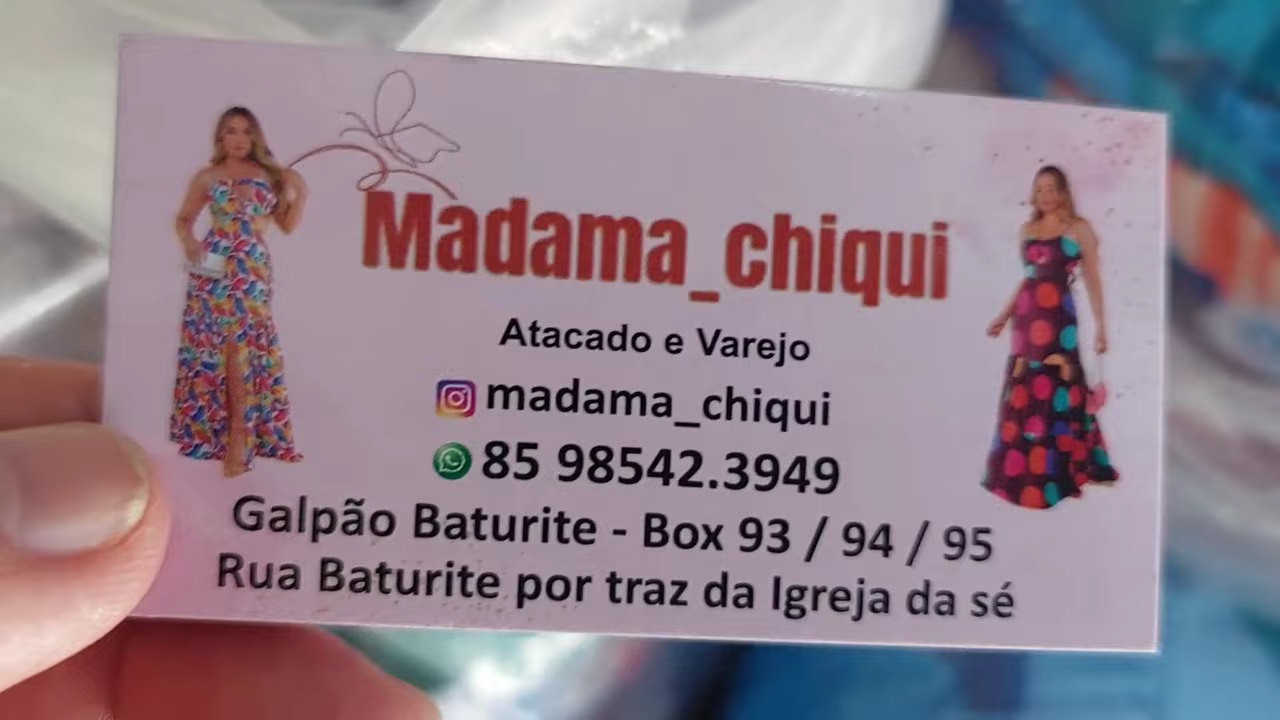 Madama_chiqui
Atacado e Varejo
madama_chiqui
85 98542.3949
Galpão Baturite - Box 93 / 94 / 95
Rua Baturite por traz da Igreja da sé